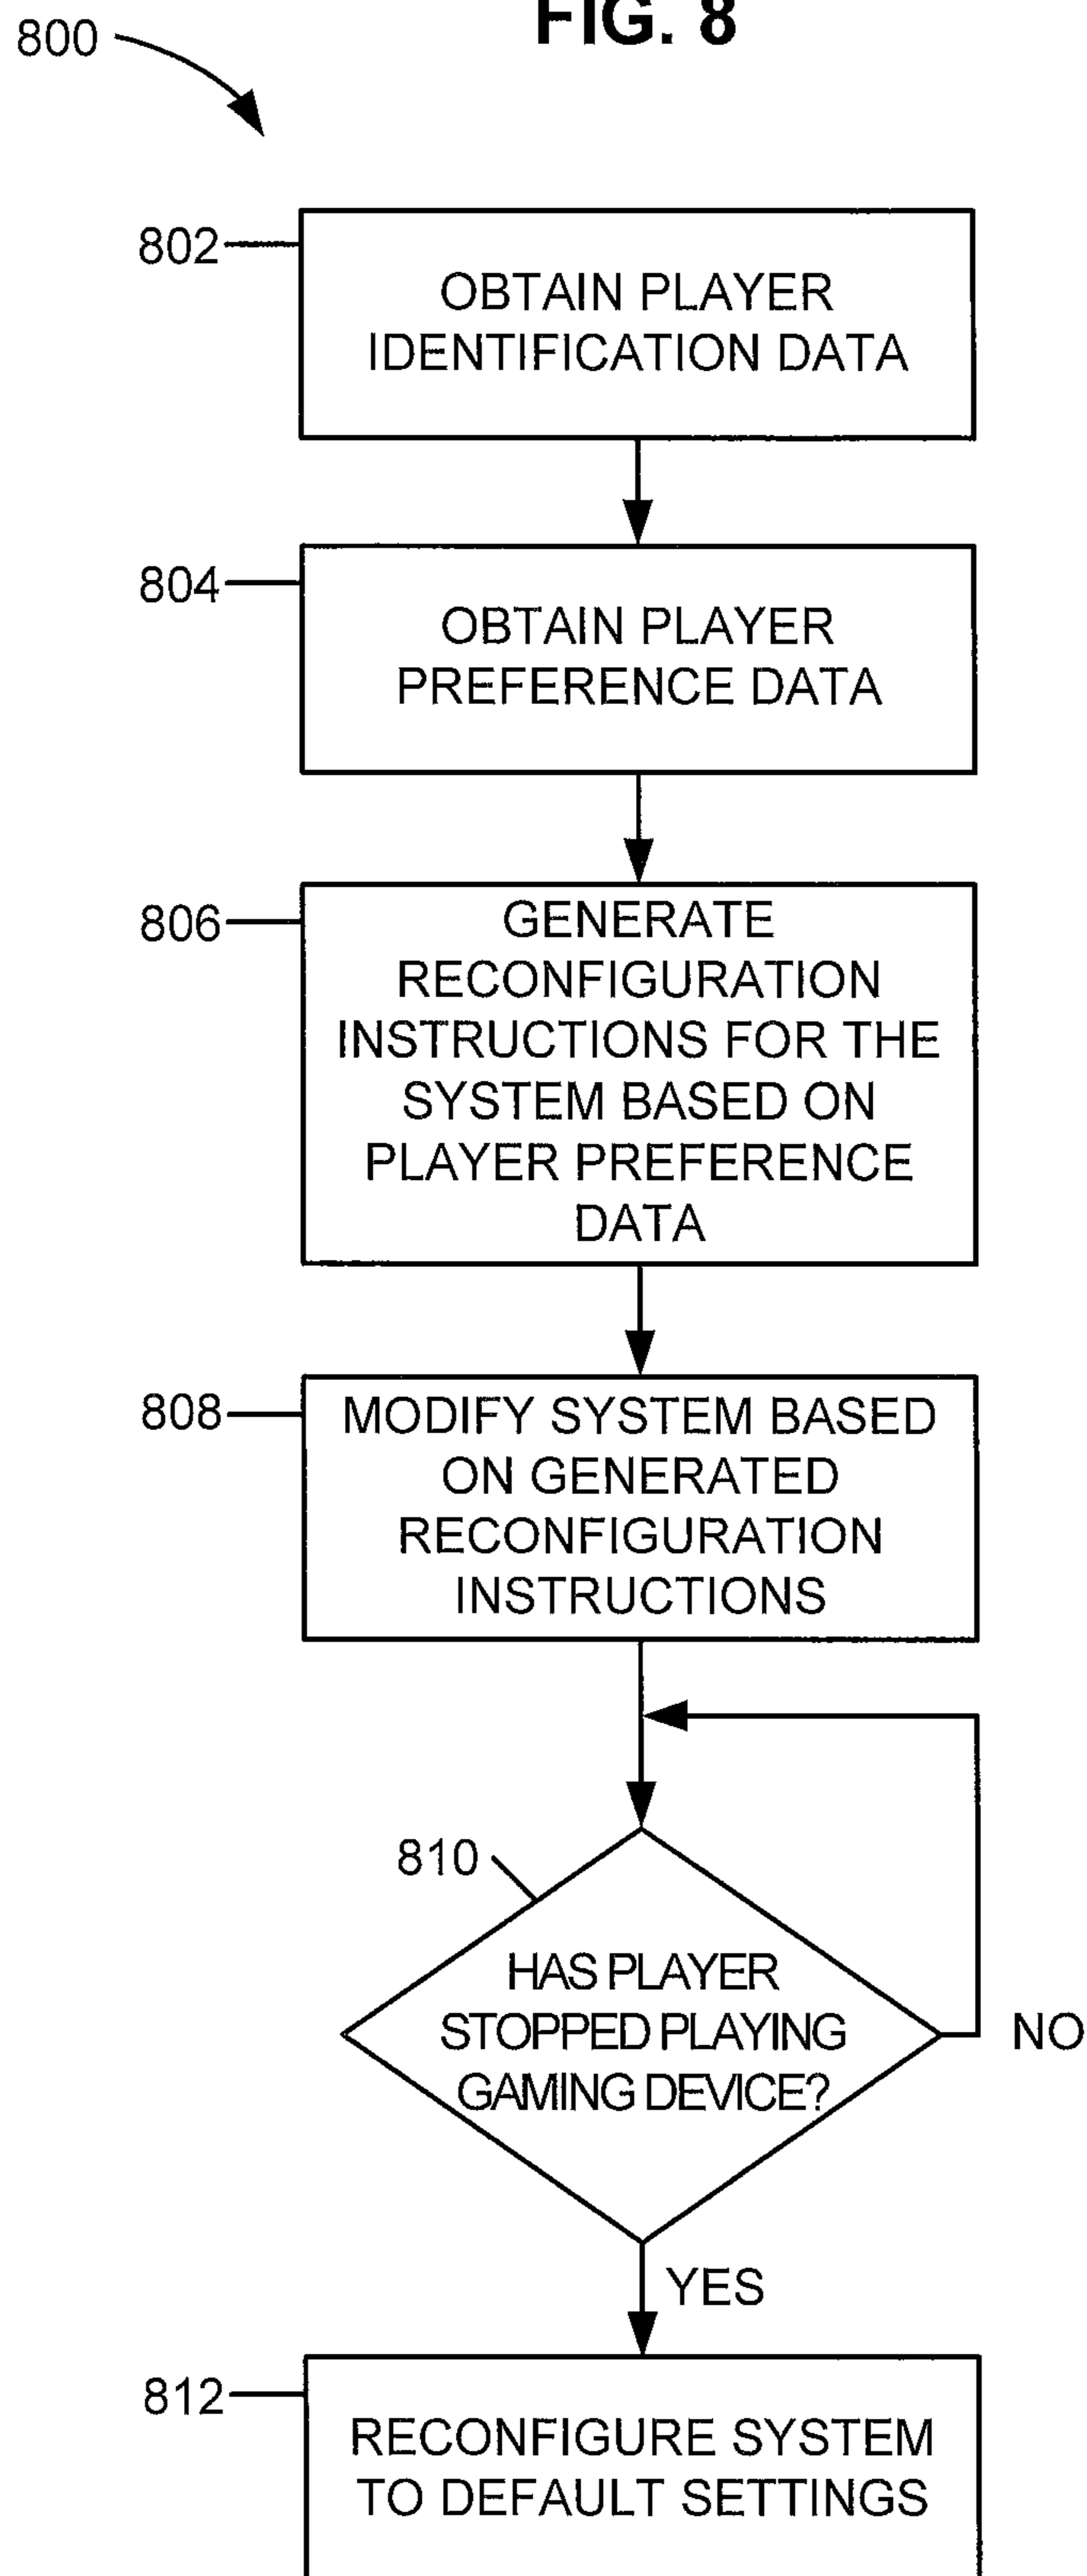 FIG. 8
800
802
OBTAIN PLAYER
IDENTIFICATION DATA
804
OBTAIN PLAYER
PREFERENCE DATA
806
GENERATE
RECONFIGURATION
INSTRUCTIONS FOR THE
SYSTEM BASED ON
PLAYER PREFERENCE
DATA
808
MODIFY SYSTEM BASED
ON GENERATED
RECONFIGURATION
INSTRUCTIONS
810
HAS PLAYER
STOPPED PLAYING
GAMING DEVICE?
NO
YES
812
RECONFIGURE SYSTEM
TO DEFAULT SETTINGS